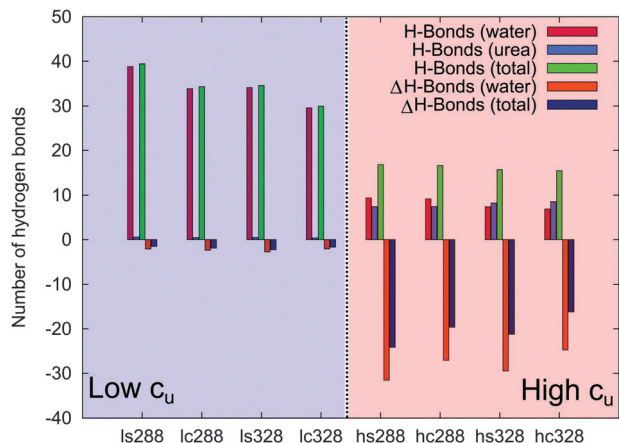 50
40
30
20
10
0
-10
-20
-30
-40
Number of hydrogen bonds
H-Bonds (water)
H-Bonds (urea)
H-Bonds (total)
ΔH-Bonds (water)
ΔH-Bonds (total)
Low cᵤ
High cᵤ
ls288 lc288 ls328 lc328 hs288 hc288 hs328 hc328